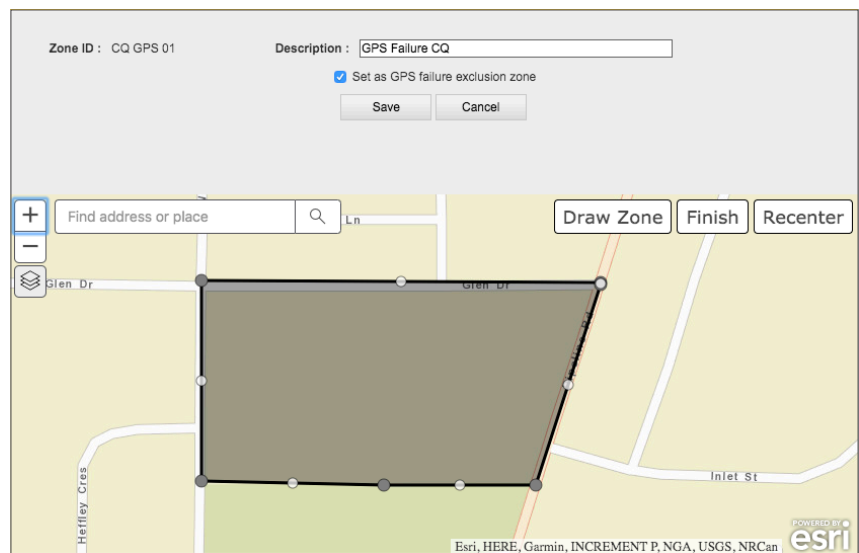 Zone ID : CQ GPS 01 Description : GPS Failure CQ
Set as GPS failure exclusion zone
Save Cancel
+ Find address or place Draw Zone Finish Recenter
Ln
−
Glen Dr Glen Dr
Inlet St
Heffley Cres
POWERED BY
esri
Esri, HERE, Garmin, INCREMENT P, NGA, USGS, NRCan